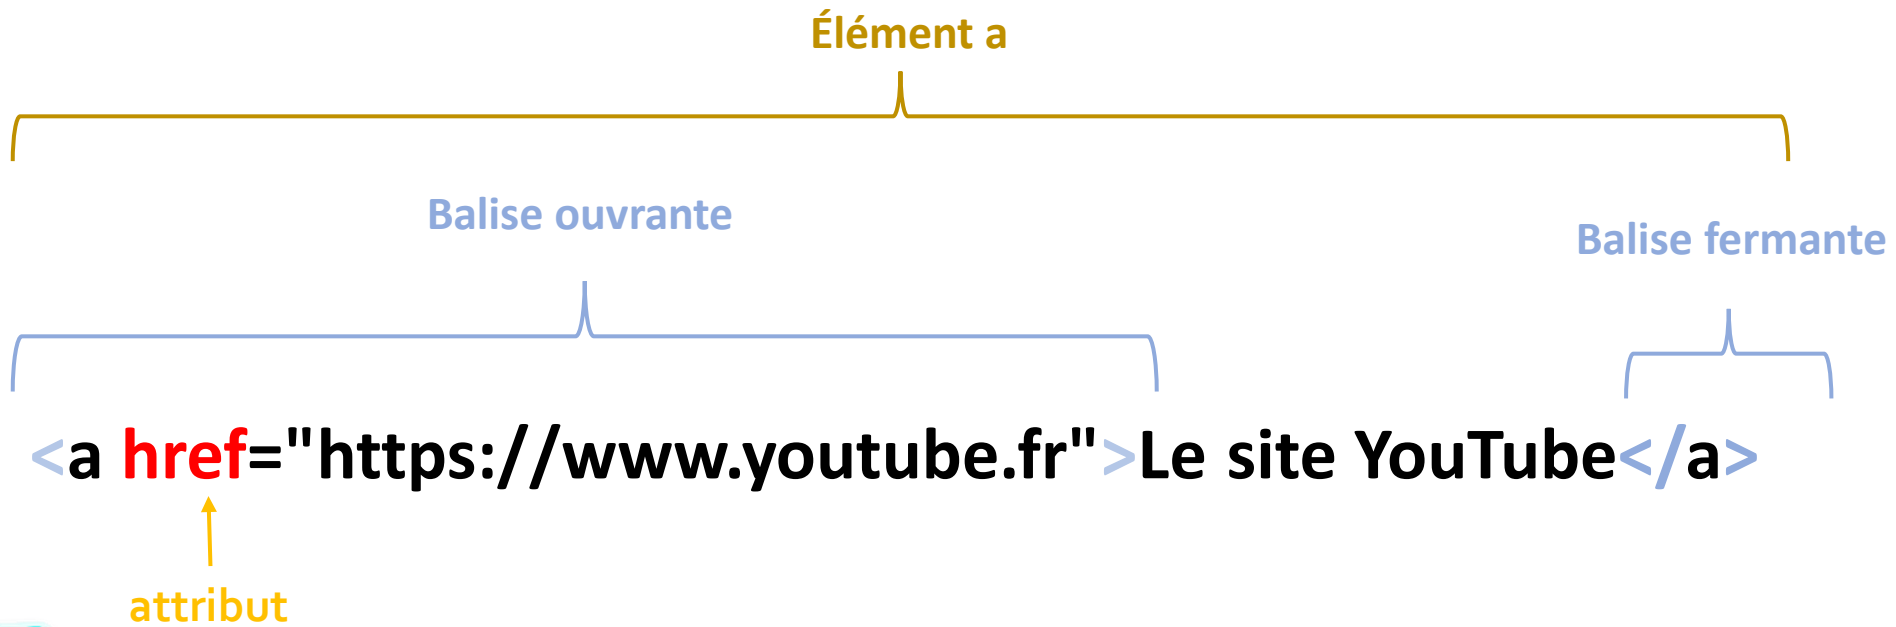 Élément a
Balise ouvrante
Balise fermante
<a href="https://www.youtube.fr">Le site YouTube</a>
attribut